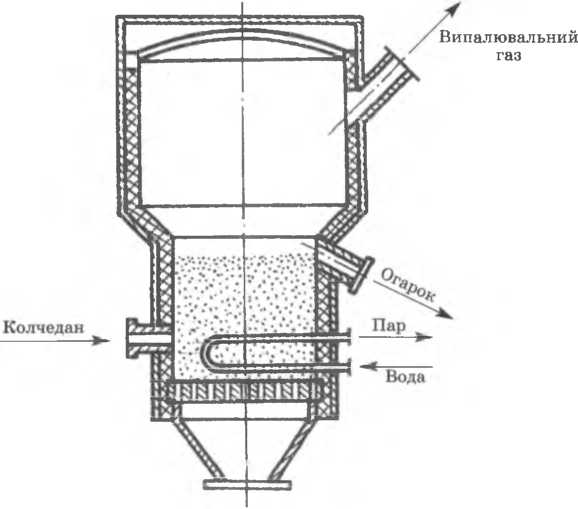 Випалювальний
газ
Огарок
Колчедан
Пар
Вода